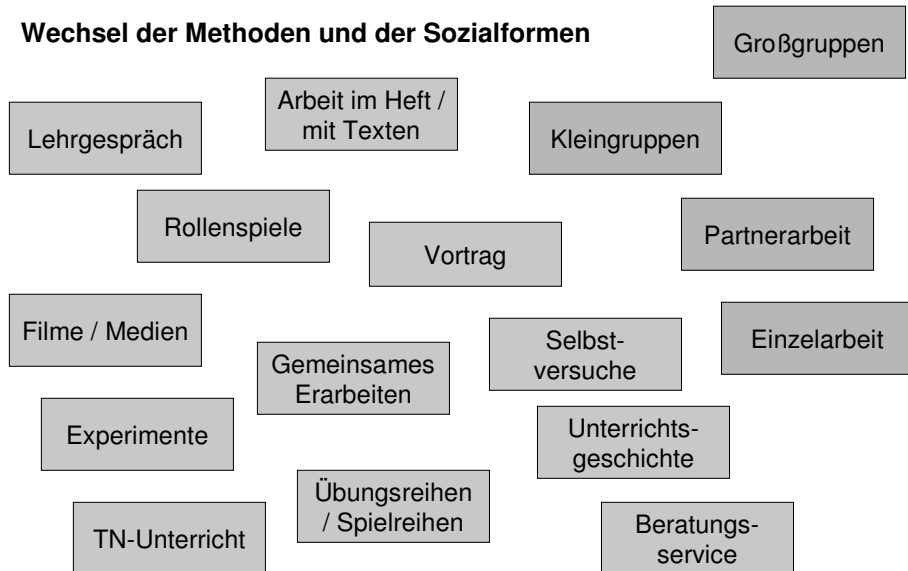 Wechsel der Methoden und der Sozialformen
Großgruppen
Arbeit im Heft /
mit Texten
Lehrgespräch
Kleingruppen
Rollenspiele
Vortrag
Partnerarbeit
Filme / Medien
Selbst-
versuche
Einzelarbeit
Gemeinsames
Erarbeiten
Experimente
Unterrichts-
geschichte
Übungsreihen
/ Spielreihen
TN-Unterricht
Beratungs-
service